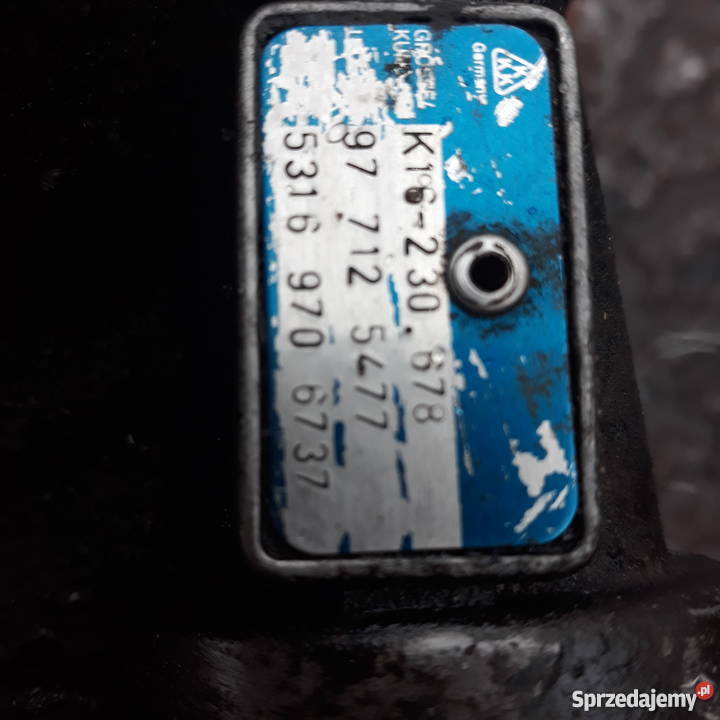 Germany
K16-230.678
97 712 5477
5316 970 6737
Sprzedajemy.pl